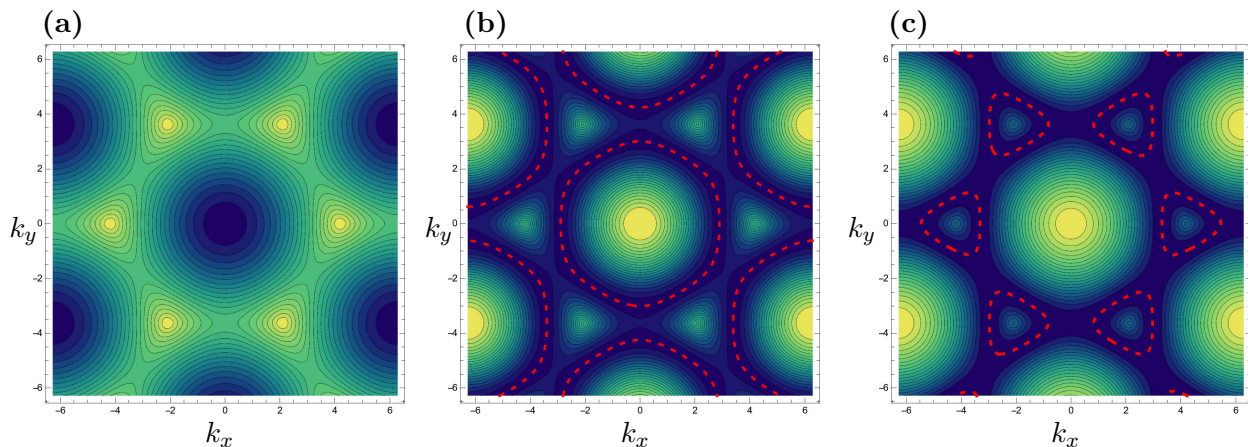 (a) (b) (c)
6 6 6
4 4 4
2 2 2
k_y 0 k_y 0 k_y 0
−2 −2 −2
−4 −4 −4
−6 −6 −6
−6 −4 −2 0 2 4 6 −6 −4 −2 0 2 4 6 −6 −4 −2 0 2 4 6
k_x k_x k_x